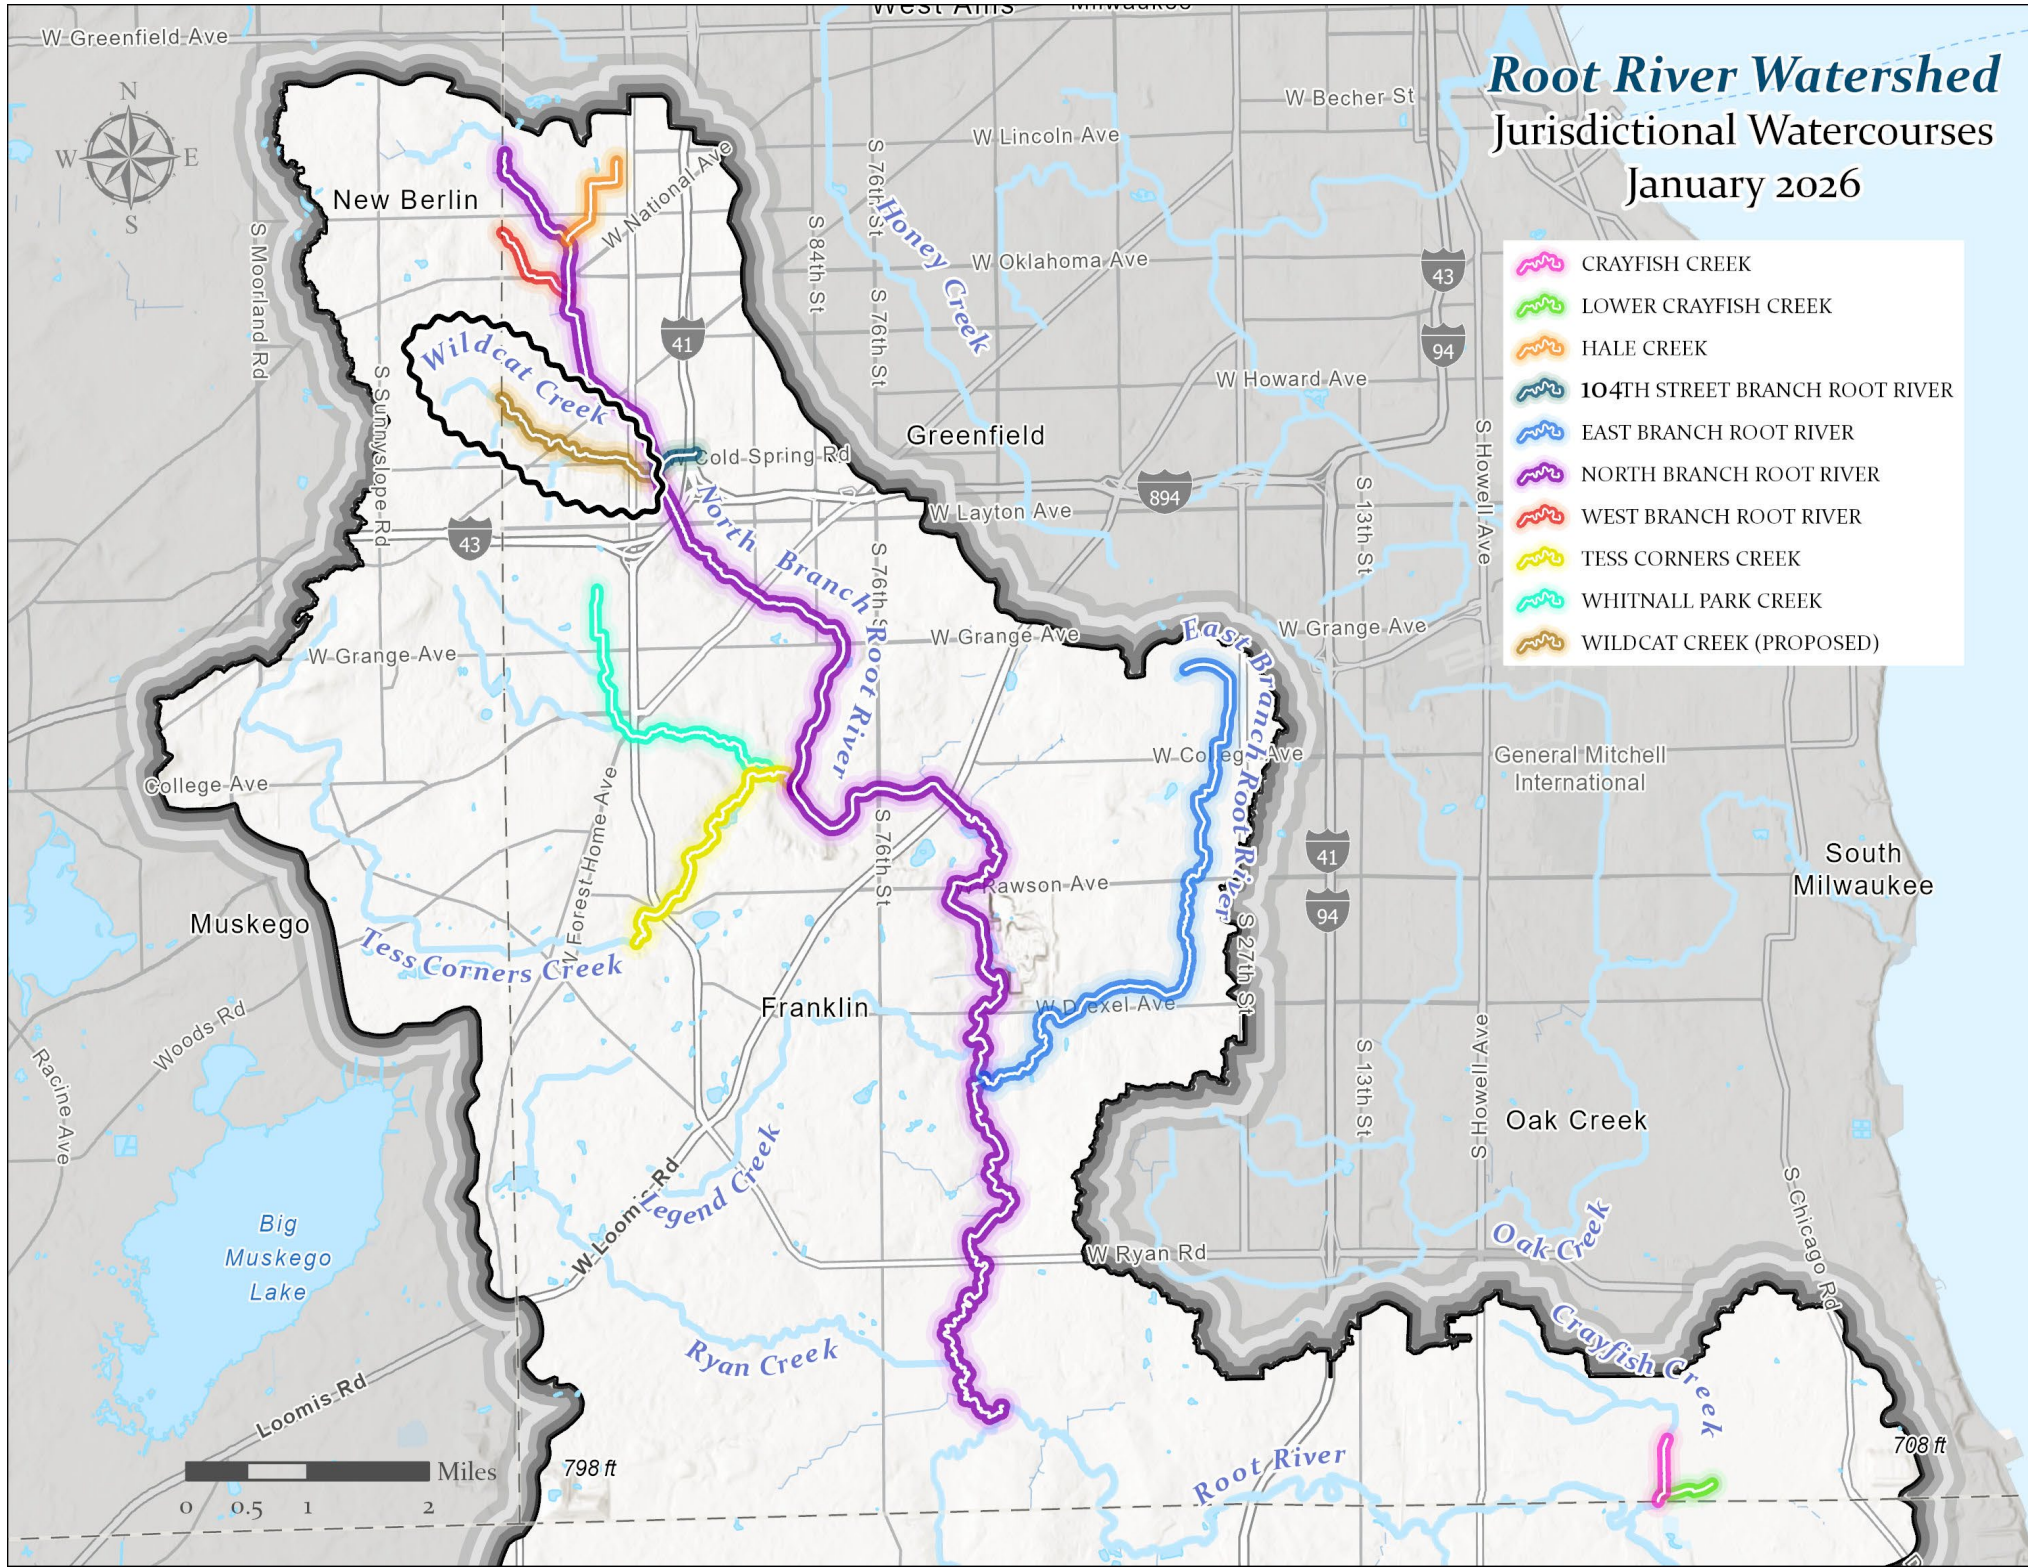 West Allis
Milwaukee
W Greenfield Ave
Root River Watershed
Jurisdictional Watercourses
January 2026
N
W
E
S
W Becher St
W Lincoln Ave
W National Ave
S 76th St
New Berlin
S Moorland Rd
S 84th St
Honey Creek
W Oklahoma Ave
43
94
CRAYFISH CREEK
LOWER CRAYFISH CREEK
HALE CREEK
104TH STREET BRANCH ROOT RIVER
EAST BRANCH ROOT RIVER
NORTH BRANCH ROOT RIVER
WEST BRANCH ROOT RIVER
TESS CORNERS CREEK
WHITNALL PARK CREEK
WILDCAT CREEK (PROPOSED)
S 76th St
41
Wildcat Creek
S Sunnyslope Rd
W Howard Ave
Greenfield
S Howell Ave
W Cold Spring Rd
894
W Layton Ave
S 13th St
43
North Branch Root River
S 76th St
W Grange Ave
W Grange Ave
W Grange Ave
East Branch Root River
W College Ave
General Mitchell
International
College Ave
W Forest Home Ave
S 76th St
41
94
South
Milwaukee
W Rawson Ave
Muskego
Tess Corners Creek
S 27th St
Franklin
W Drexel Ave
Woods Rd
Racine Ave
S 13th St
S Howell Ave
Oak Creek
Legend Creek
W Loomis Rd
S Chicago Rd
Big
Muskego
Lake
Oak Creek
W Ryan Rd
Crayfish Creek
Ryan Creek
Loomis Rd
Root River
708 ft
798 ft
Miles
0 0.5 1 2